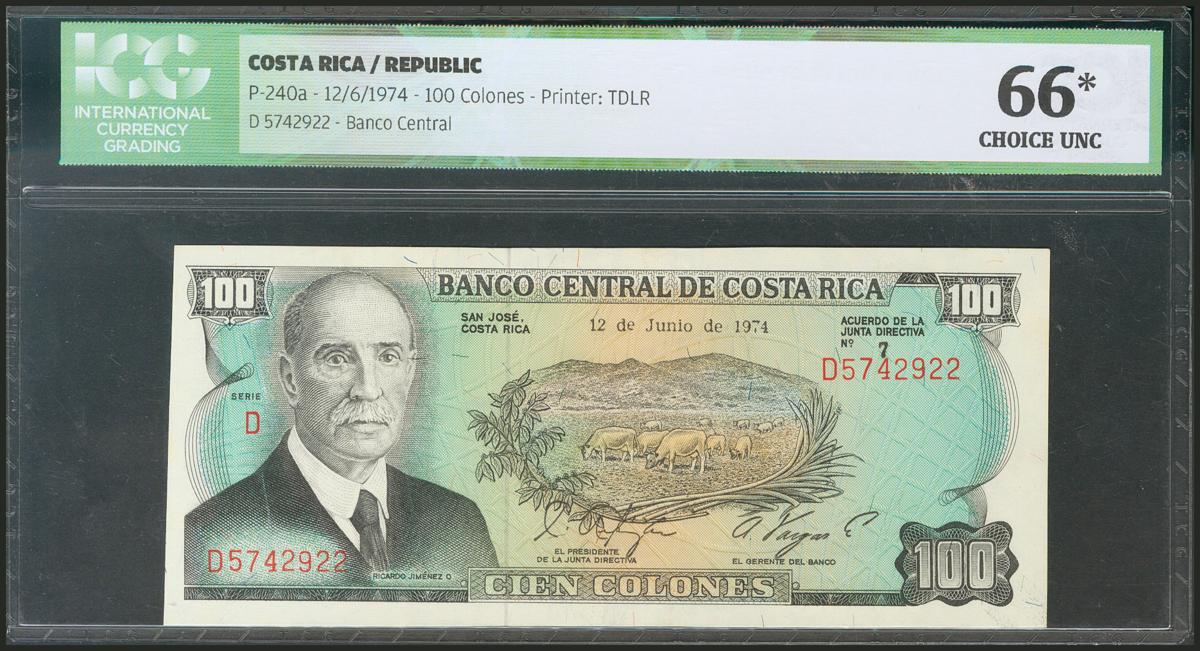 ICG
INTERNATIONAL
CURRENCY
GRADING
COSTA RICA / REPUBLIC
P-240a - 12/6/1974 - 100 Colones - Printer: TDLR
D 5742922 - Banco Central
66*
CHOICE UNC
100
BANCO CENTRAL DE COSTA RICA
100
SAN JOSÉ,
COSTA RICA
12 de Junio de 1974
ACUERDO DE LA
JUNTA DIRECTIVA
Nº 7
D5742922
SERIE
D
A. Vargas E
EL PRESIDENTE
DE LA JUNTA DIRECTIVA
EL GERENTE DEL BANCO
D5742922
RICARDO JIMÉNEZ O
CIEN COLONES
100